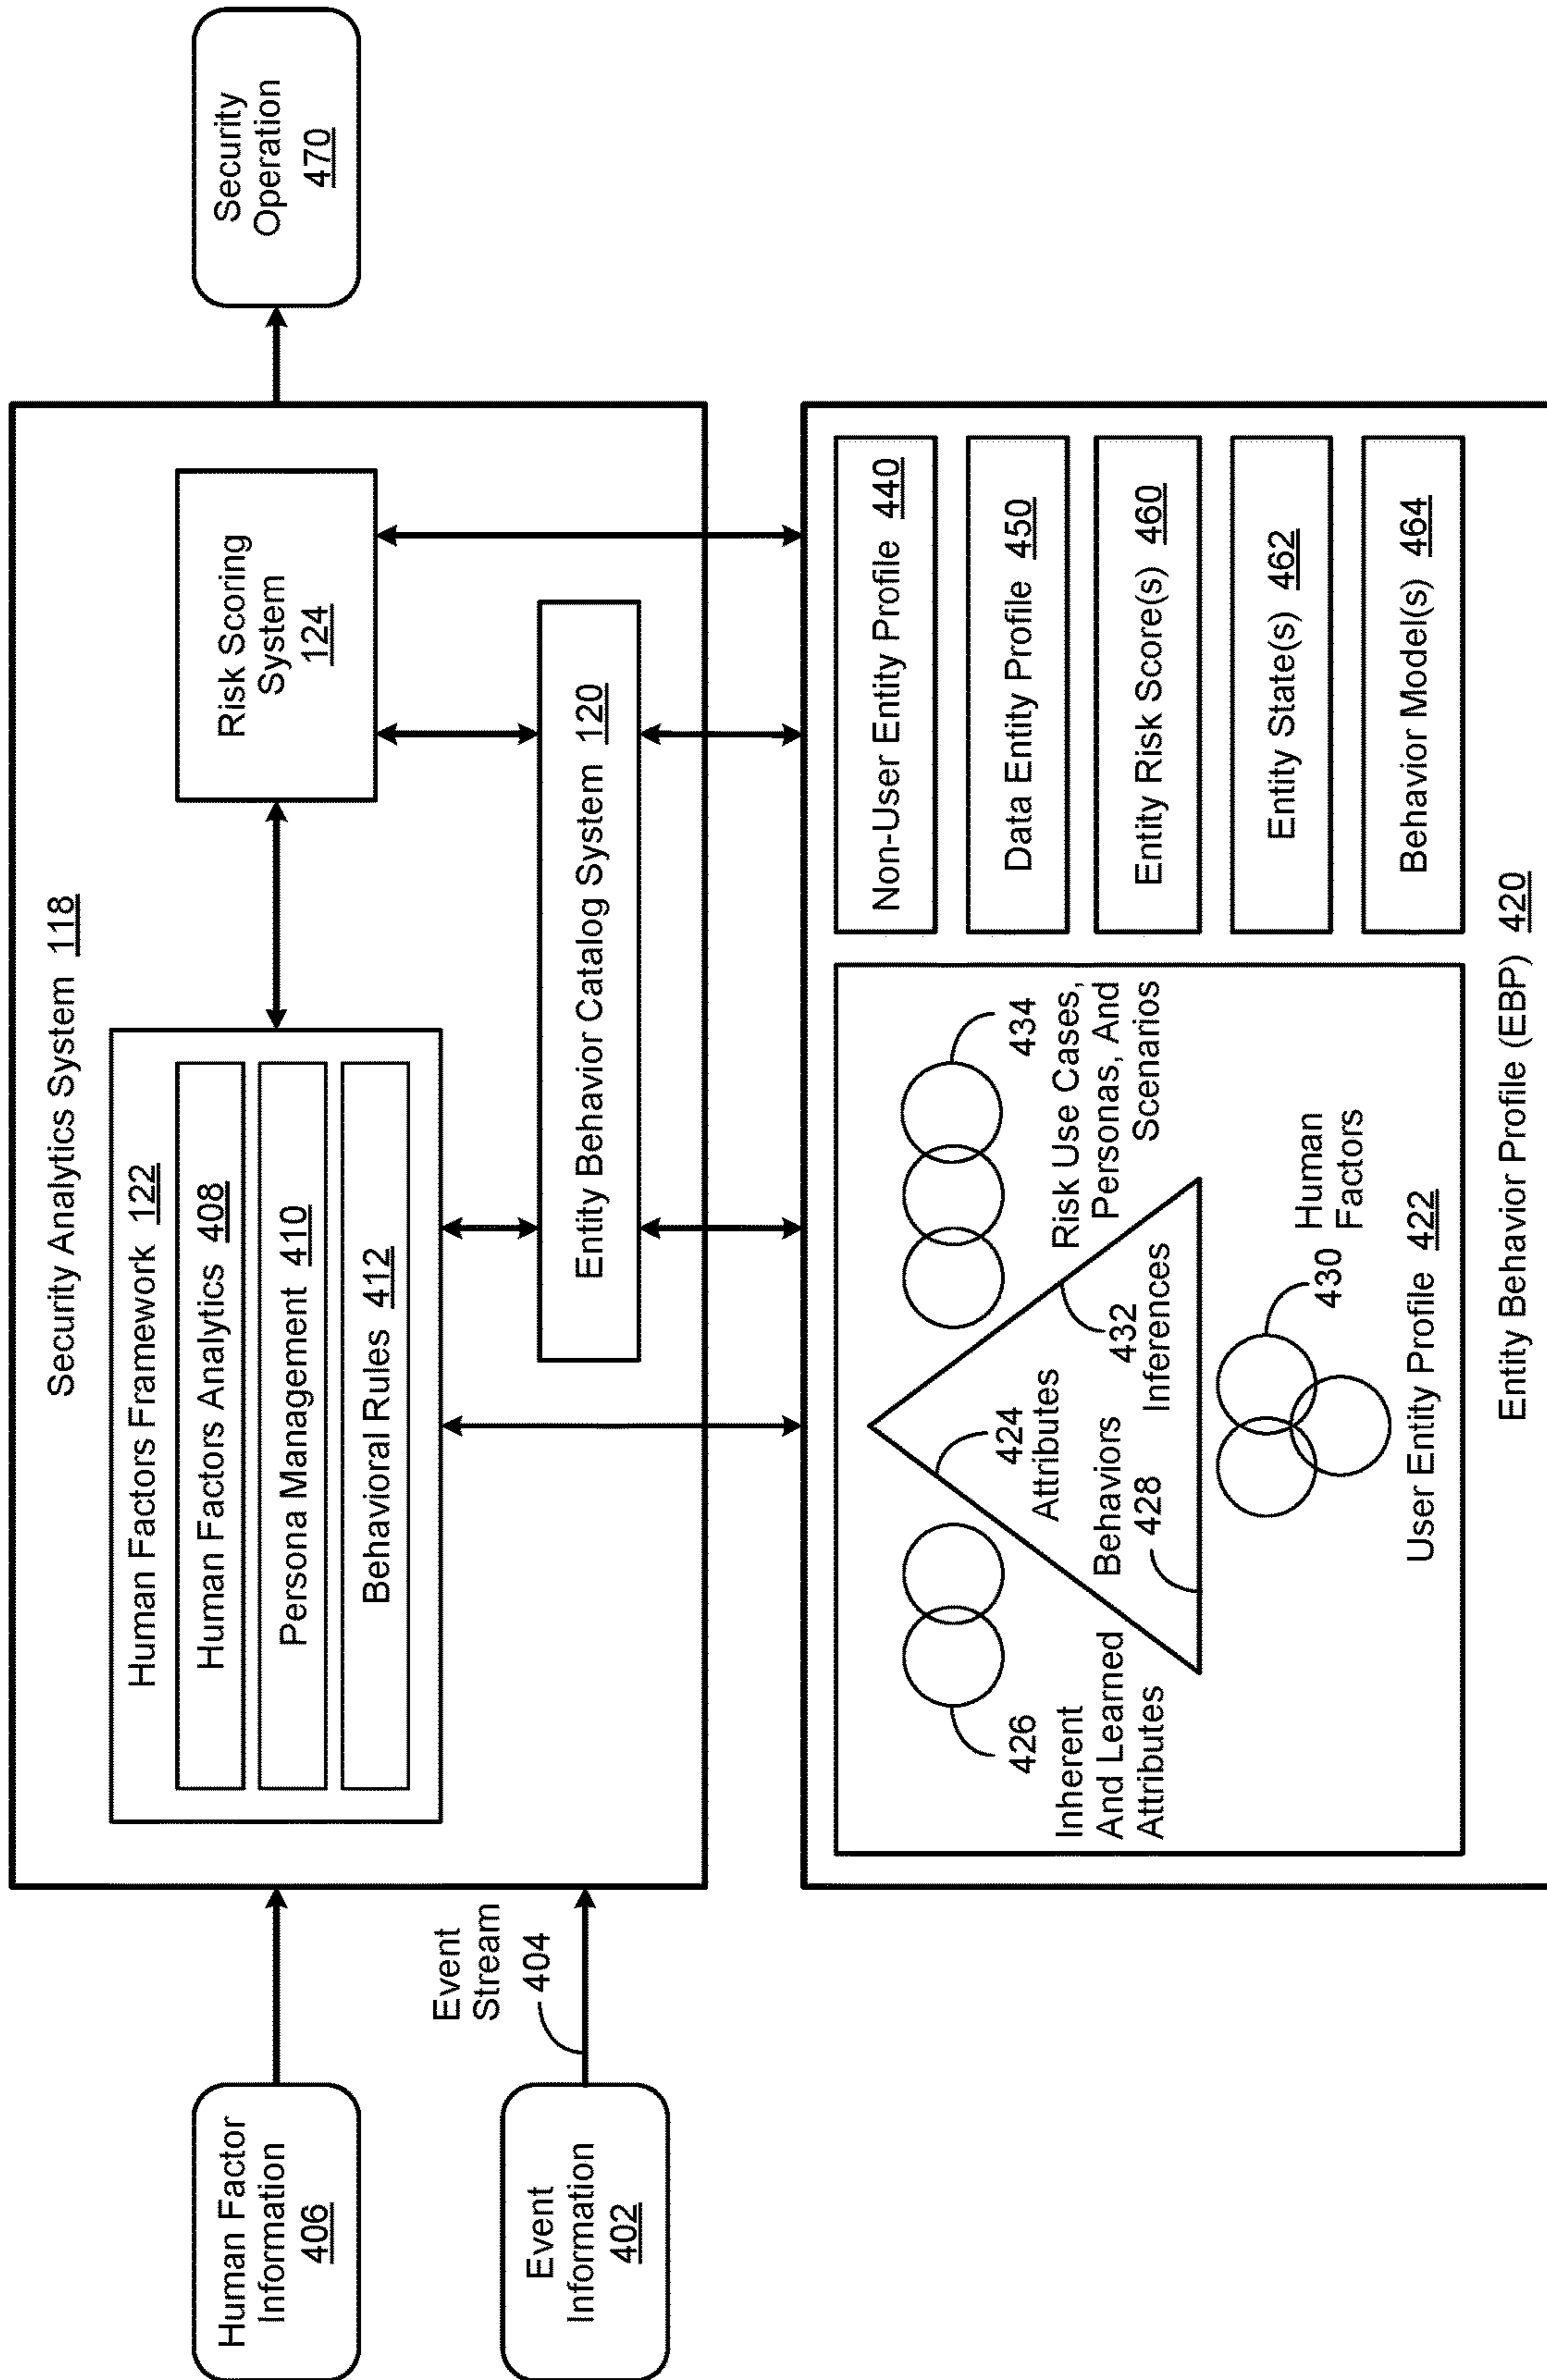 Human Factor
Information
406
Event
Information
402
Event
Stream
404
Security Analytics System 118
Human Factors Framework 122
Human Factors Analytics 408
Persona Management 410
Behavioral Rules 412
Risk Scoring
System
124
Entity Behavior Catalog System 120
Security
Operation
470
426
Inherent
And Learned
Attributes
424
Attributes
Behaviors
428
432
Inferences
434
Risk Use Cases,
Personas, And
Scenarios
430
Human
Factors
User Entity Profile 422
Non-User Entity Profile 440
Data Entity Profile 450
Entity Risk Score(s) 460
Entity State(s) 462
Behavior Model(s) 464
Entity Behavior Profile (EBP) 420